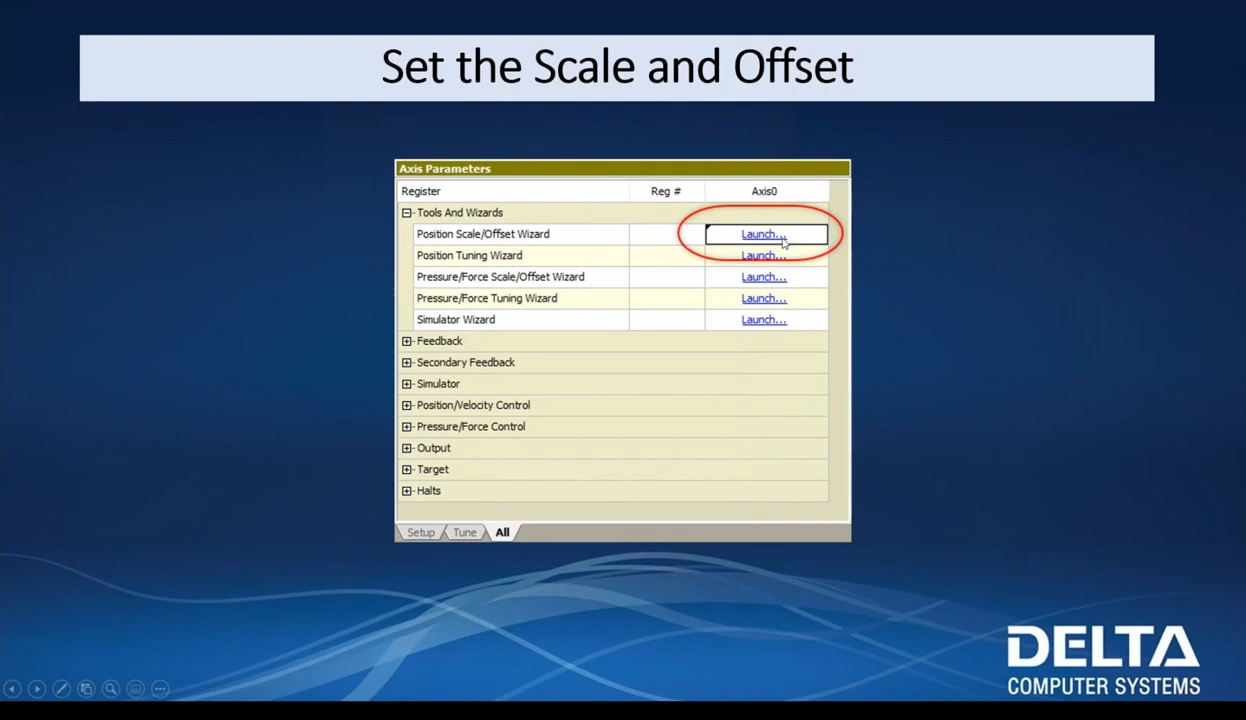 Set the Scale and Offset
Axis Parameters
Register Reg # Axis0
Tools And Wizards
Position Scale/Offset Wizard Launch...
Position Tuning Wizard Launch...
Pressure/Force Scale/Offset Wizard Launch...
Pressure/Force Tuning Wizard Launch...
Simulator Wizard Launch...
Feedback
Secondary Feedback
Simulator
Position/Velocity Control
Pressure/Force Control
Output
Target
Halts
Setup Tune All
DELTA
COMPUTER SYSTEMS